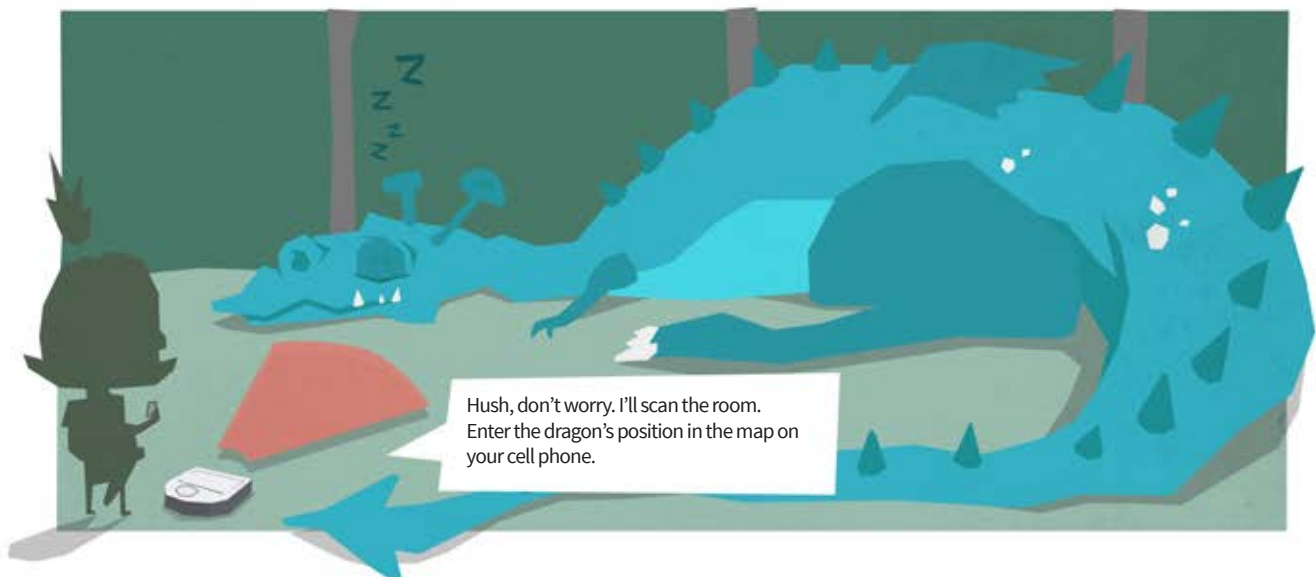 N
N
z
z
N
Hush, don’t worry. I’ll scan the room.
Enter the dragon’s position in the map on
your cell phone.